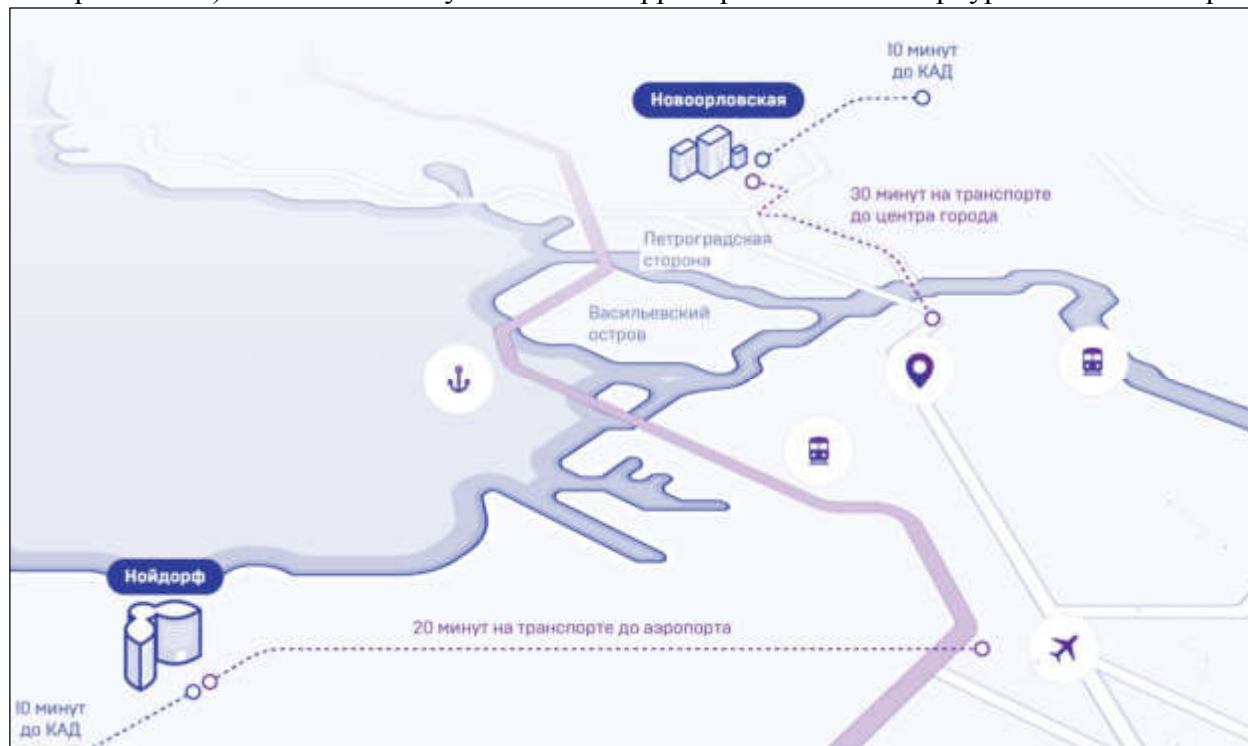 10 минут
до КАД
Новоорловская
30 минут на транспорте
до центра города
Петроградская
сторона
Васильевский
остров
Нойдорф
20 минут на транспорте до аэропорта
10 минут
до КАД